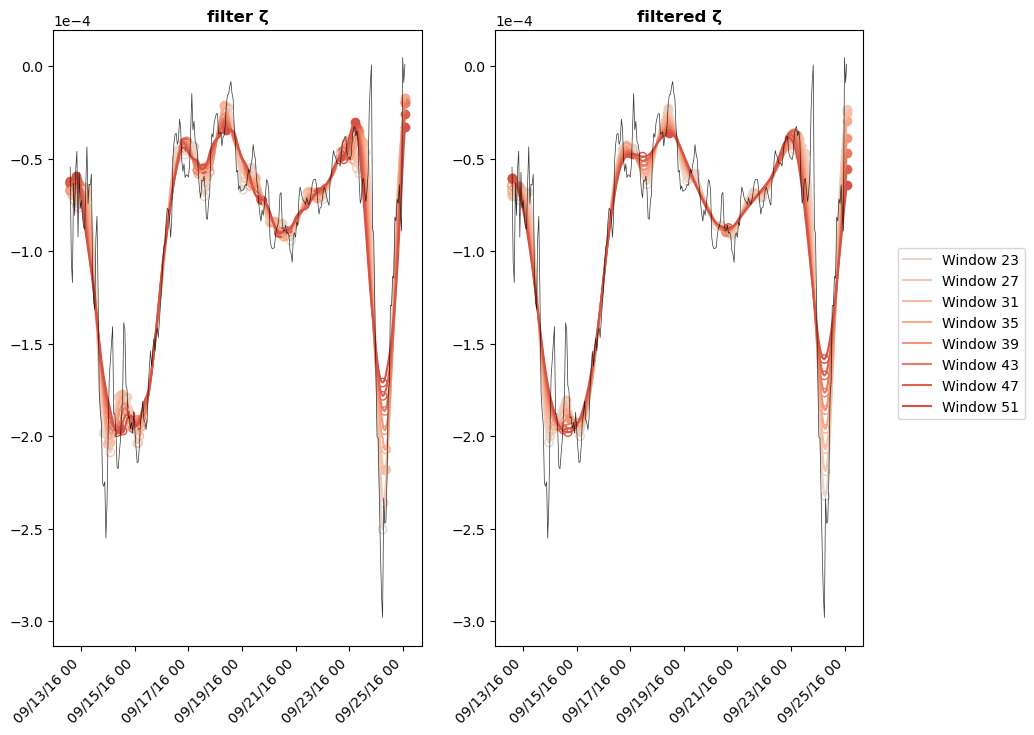 filter ζ
1e−4
0.0
−0.5
−1.0
−1.5
−2.0
−2.5
−3.0
09/13/16 00
09/15/16 00
09/17/16 00
09/19/16 00
09/21/16 00
09/23/16 00
09/25/16 00
filtered ζ
1e−4
0.0
−0.5
−1.0
−1.5
−2.0
−2.5
−3.0
09/13/16 00
09/15/16 00
09/17/16 00
09/19/16 00
09/21/16 00
09/23/16 00
09/25/16 00
Window 23
Window 27
Window 31
Window 35
Window 39
Window 43
Window 47
Window 51